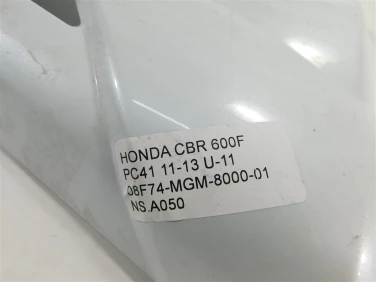 HONDA CBR 600F
PC41 11-13 U-11
08F74-MGM-8000-01
NS.A050